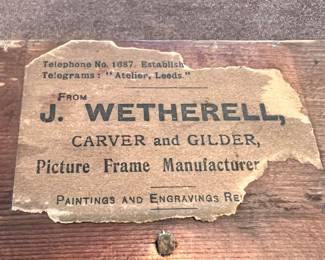 Telephone No. 1687. Establish
Telegrams: "Atelier, Leeds."
FROM
J. WETHERELL,
CARVER and GILDER,
Picture Frame Manufacturer
PAINTINGS AND ENGRAVINGS RE